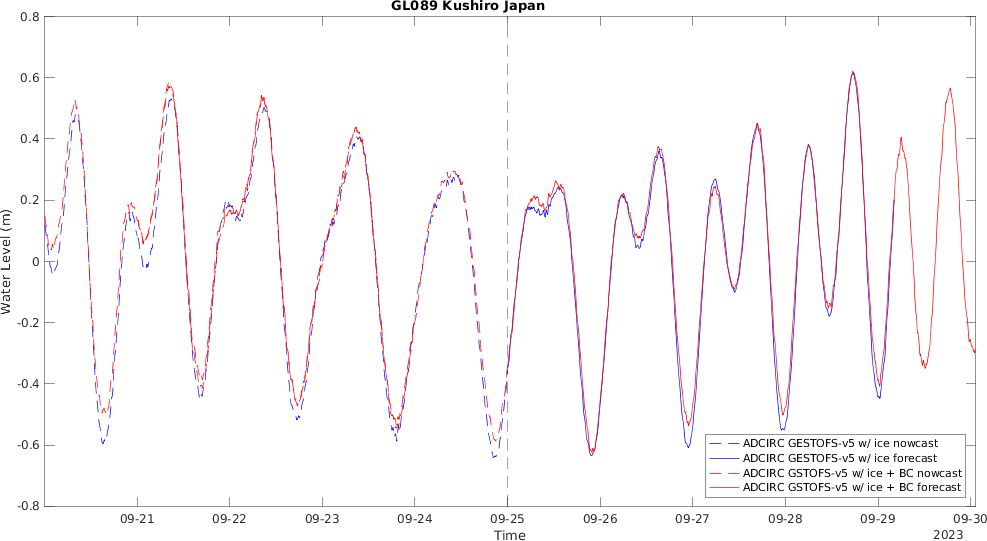 GL089 Kushiro Japan
0.8
0.6
0.4
0.2
0
-0.2
-0.4
-0.6
-0.8
Water Level (m)
09-21
09-22
09-23
09-24
09-25
09-26
09-27
09-28
09-29
09-30
Time
2023
ADCIRC GESTOFS-v5 w/ ice nowcast
ADCIRC GESTOFS-v5 w/ ice forecast
ADCIRC GSTOFS-v5 w/ ice + BC nowcast
ADCIRC GSTOFS-v5 w/ ice + BC forecast